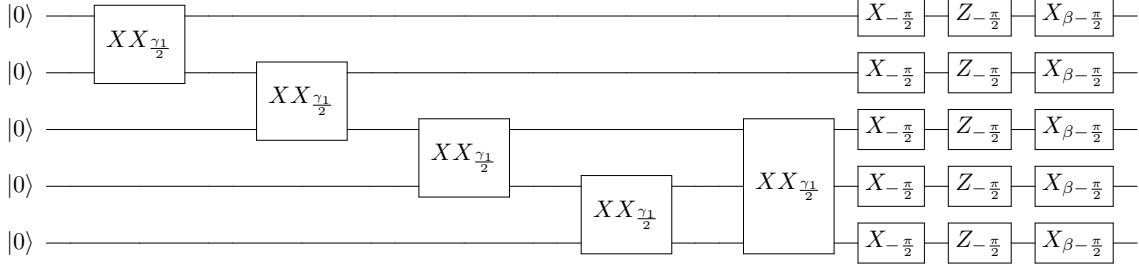 |0⟩ XX_{γ₁/2} X_{-π/2} Z_{-π/2} X_{β-π/2}
|0⟩ XX_{γ₁/2} X_{-π/2} Z_{-π/2} X_{β-π/2}
|0⟩ XX_{γ₁/2} XX_{γ₁/2} X_{-π/2} Z_{-π/2} X_{β-π/2}
|0⟩ XX_{γ₁/2} X_{-π/2} Z_{-π/2} X_{β-π/2}
|0⟩ X_{-π/2} Z_{-π/2} X_{β-π/2}